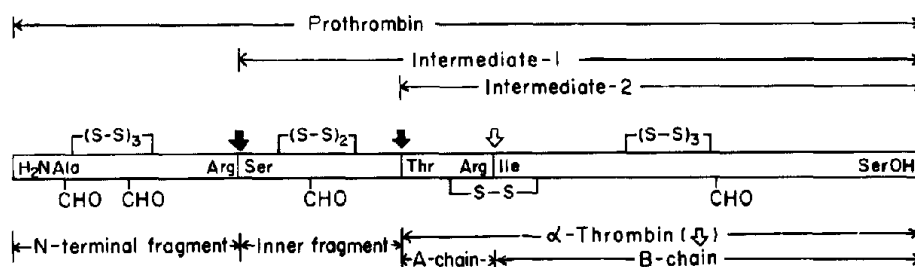 Prothrombin
Intermediate-1
Intermediate-2
(S-S)3 (S-S)2 (S-S)3
H2NAla Arg Ser Thr Arg Ile SerOH
CHO CHO CHO S-S CHO
N-terminal fragment Inner fragment α-Thrombin (⇩)
A-chain B-chain